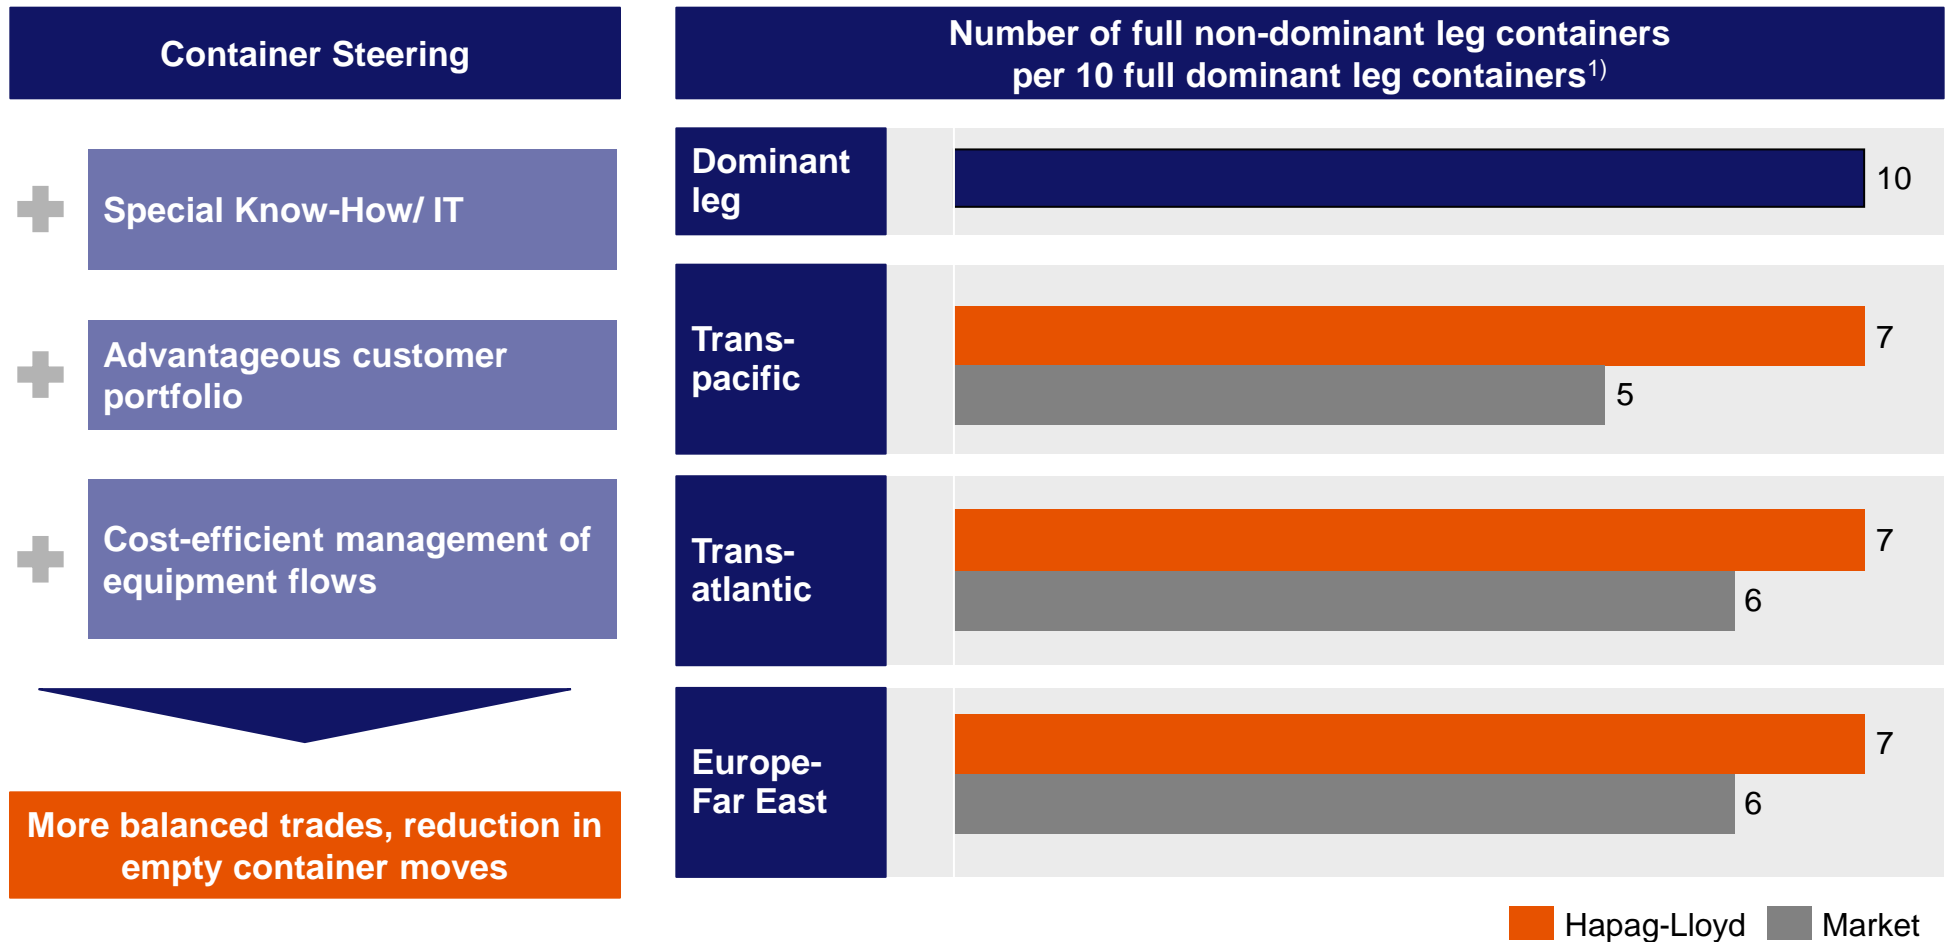 Container Steering
Special Know-How/ IT
Advantageous customer
portfolio
Cost-efficient management of
equipment flows
More balanced trades, reduction in
empty container moves
Number of full non-dominant leg containers
per 10 full dominant leg containers1)
Dominant
leg
10
Trans-
pacific
7
5
Trans-
atlantic
7
6
Europe-
Far East
7
6
Hapag-Lloyd
Market